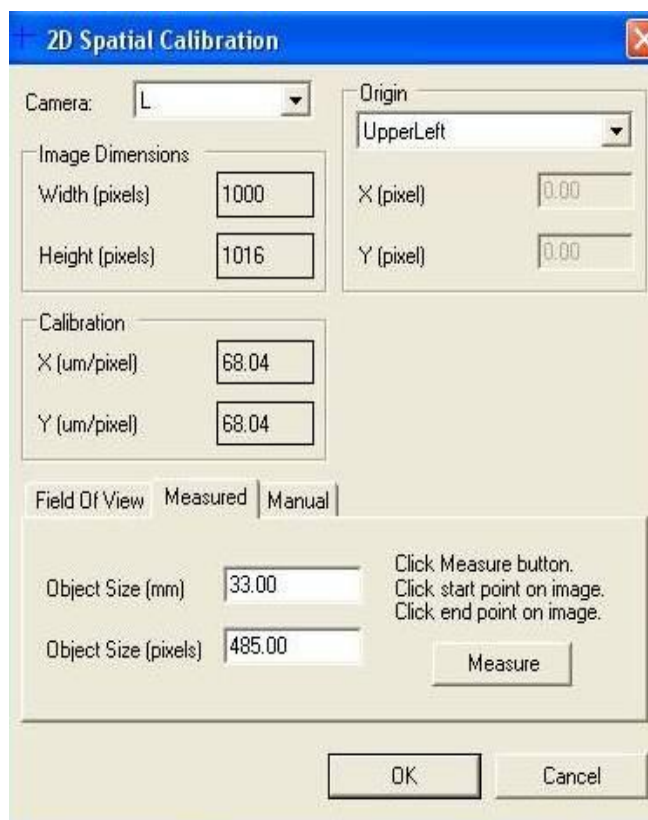 2D Spatial Calibration
Camera: L
Origin
UpperLeft
Image Dimensions
Width (pixels) 1000
X (pixel) 0.00
Height (pixels) 1016
Y (pixel) 0.00
Calibration
X (um/pixel) 68.04
Y (um/pixel) 68.04
Field Of View Measured Manual
Object Size (mm) 33.00
Object Size (pixels) 485.00
Click Measure button.
Click start point on image.
Click end point on image.
Measure
OK Cancel